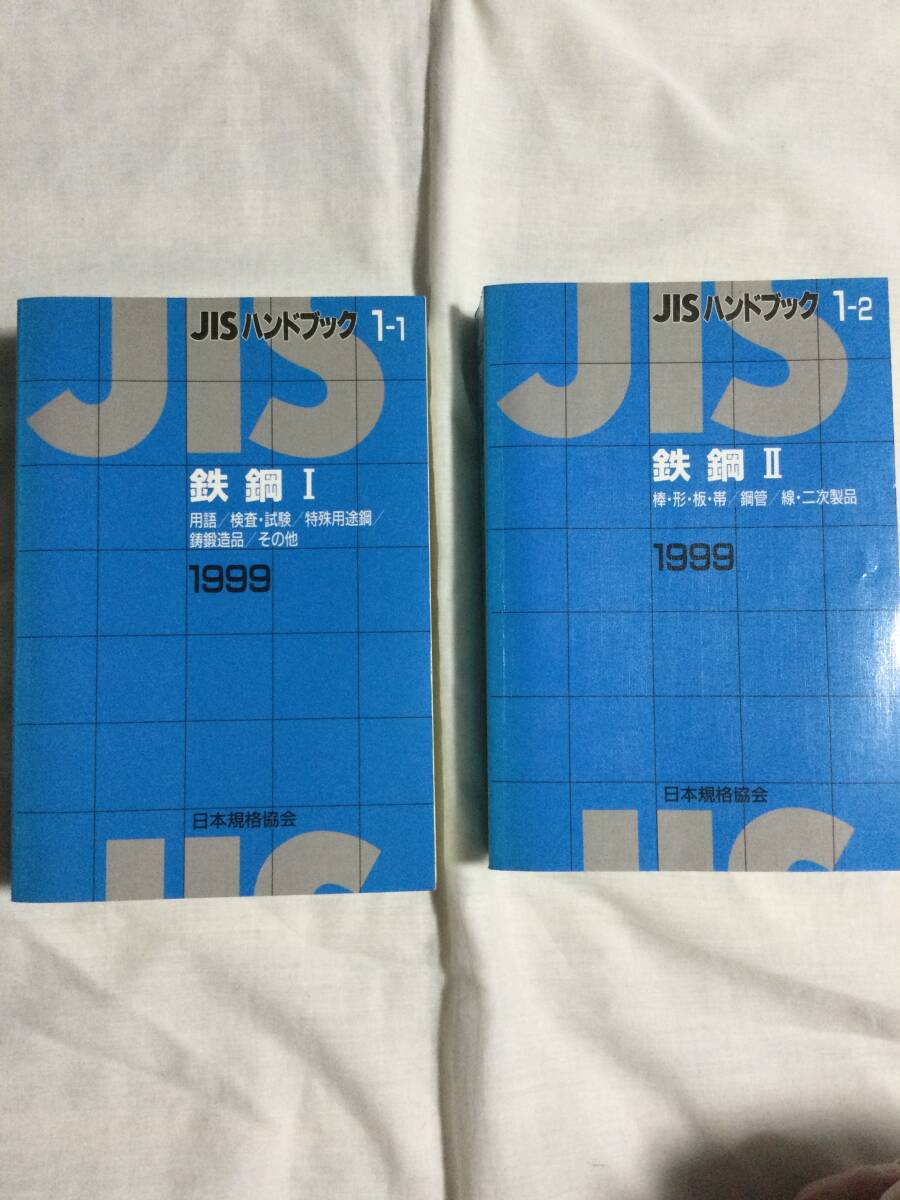 JIS
JISハンドブック 1-1
鉄鋼 I
用語/検査・試験/特殊用途鋼/
鋳鍛造品/その他
1999
日本規格協会
JIS
JIS
JISハンドブック 1-2
鉄鋼 II
棒・形・板・帯/鋼管/線・二次製品
1999
日本規格協会
JIS